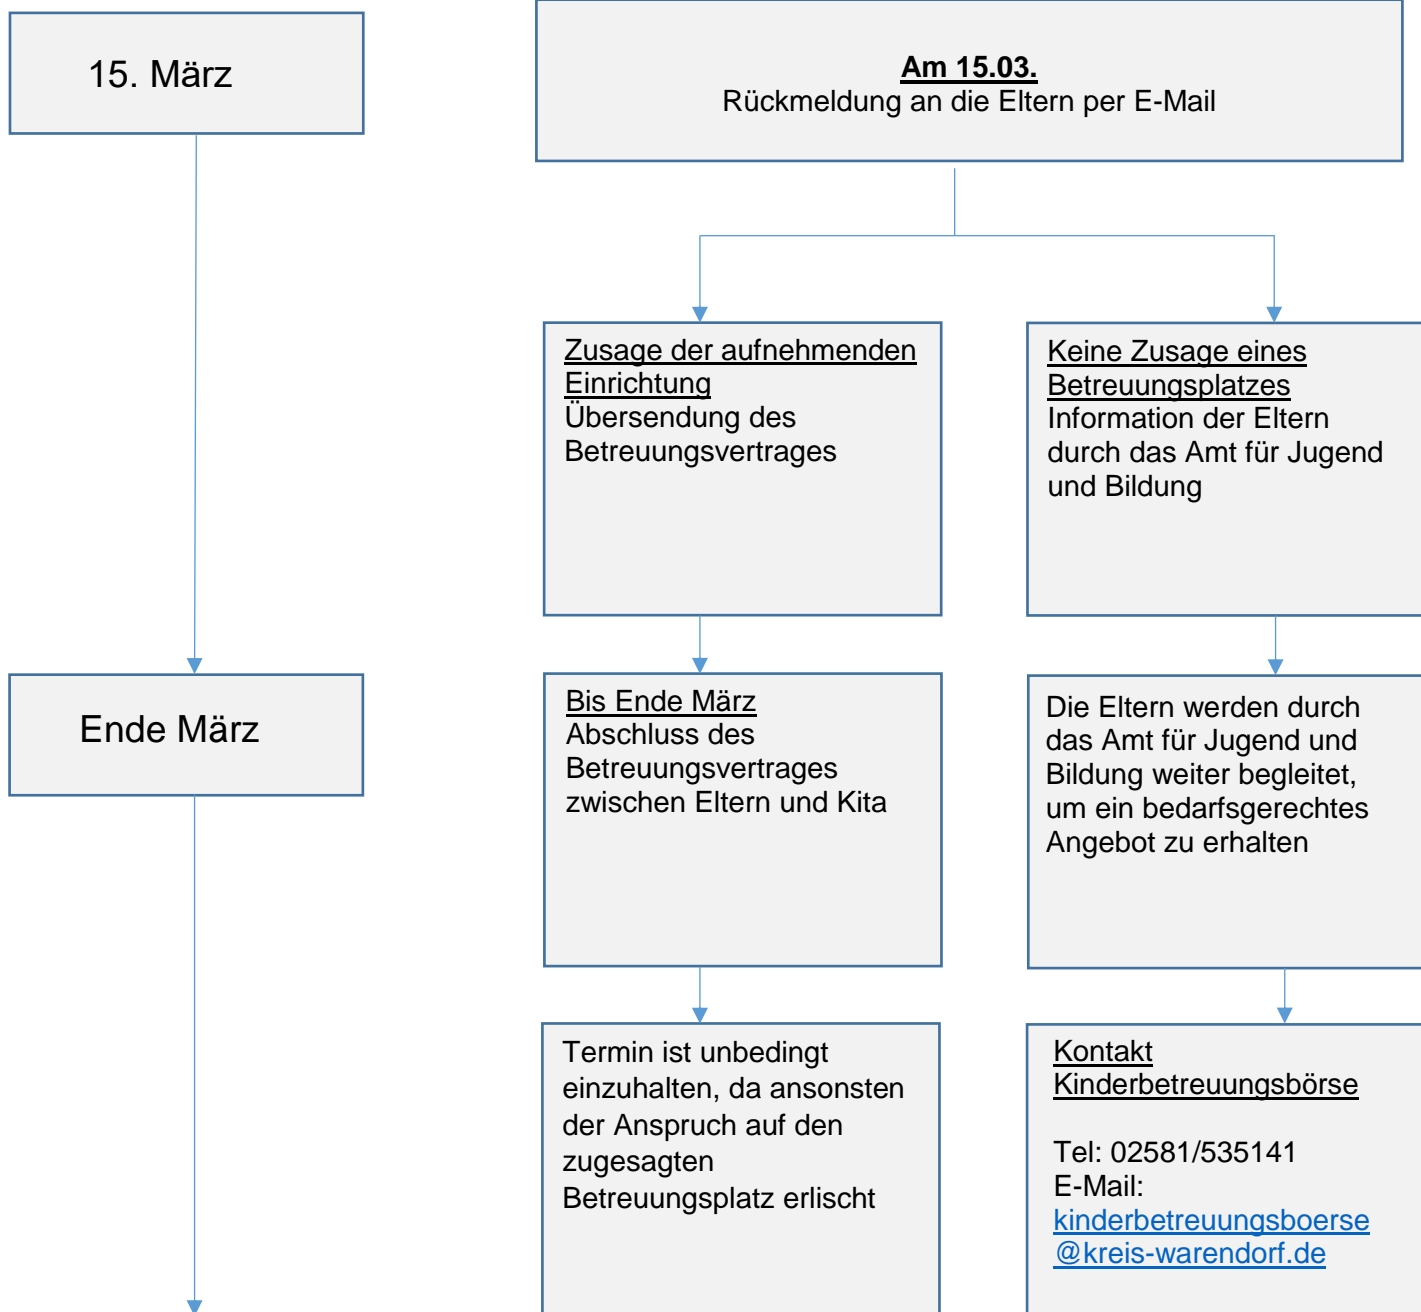 15. März
Am 15.03.
Rückmeldung an die Eltern per E-Mail
Zusage der aufnehmenden
Einrichtung
Übersendung des
Betreuungsvertrages
Keine Zusage eines
Betreuungsplatzes
Information der Eltern
durch das Amt für Jugend
und Bildung
Ende März
Bis Ende März
Abschluss des
Betreuungsvertrages
zwischen Eltern und Kita
Die Eltern werden durch
das Amt für Jugend und
Bildung weiter begleitet,
um ein bedarfsgerechtes
Angebot zu erhalten
Termin ist unbedingt
einzuhalten, da ansonsten
der Anspruch auf den
zugesagten
Betreuungsplatz erlischt
Kontakt
Kinderbetreuungsbörse
Tel: 02581/535141
E-Mail:
kinderbetreuungsboerse
@kreis-warendorf.de